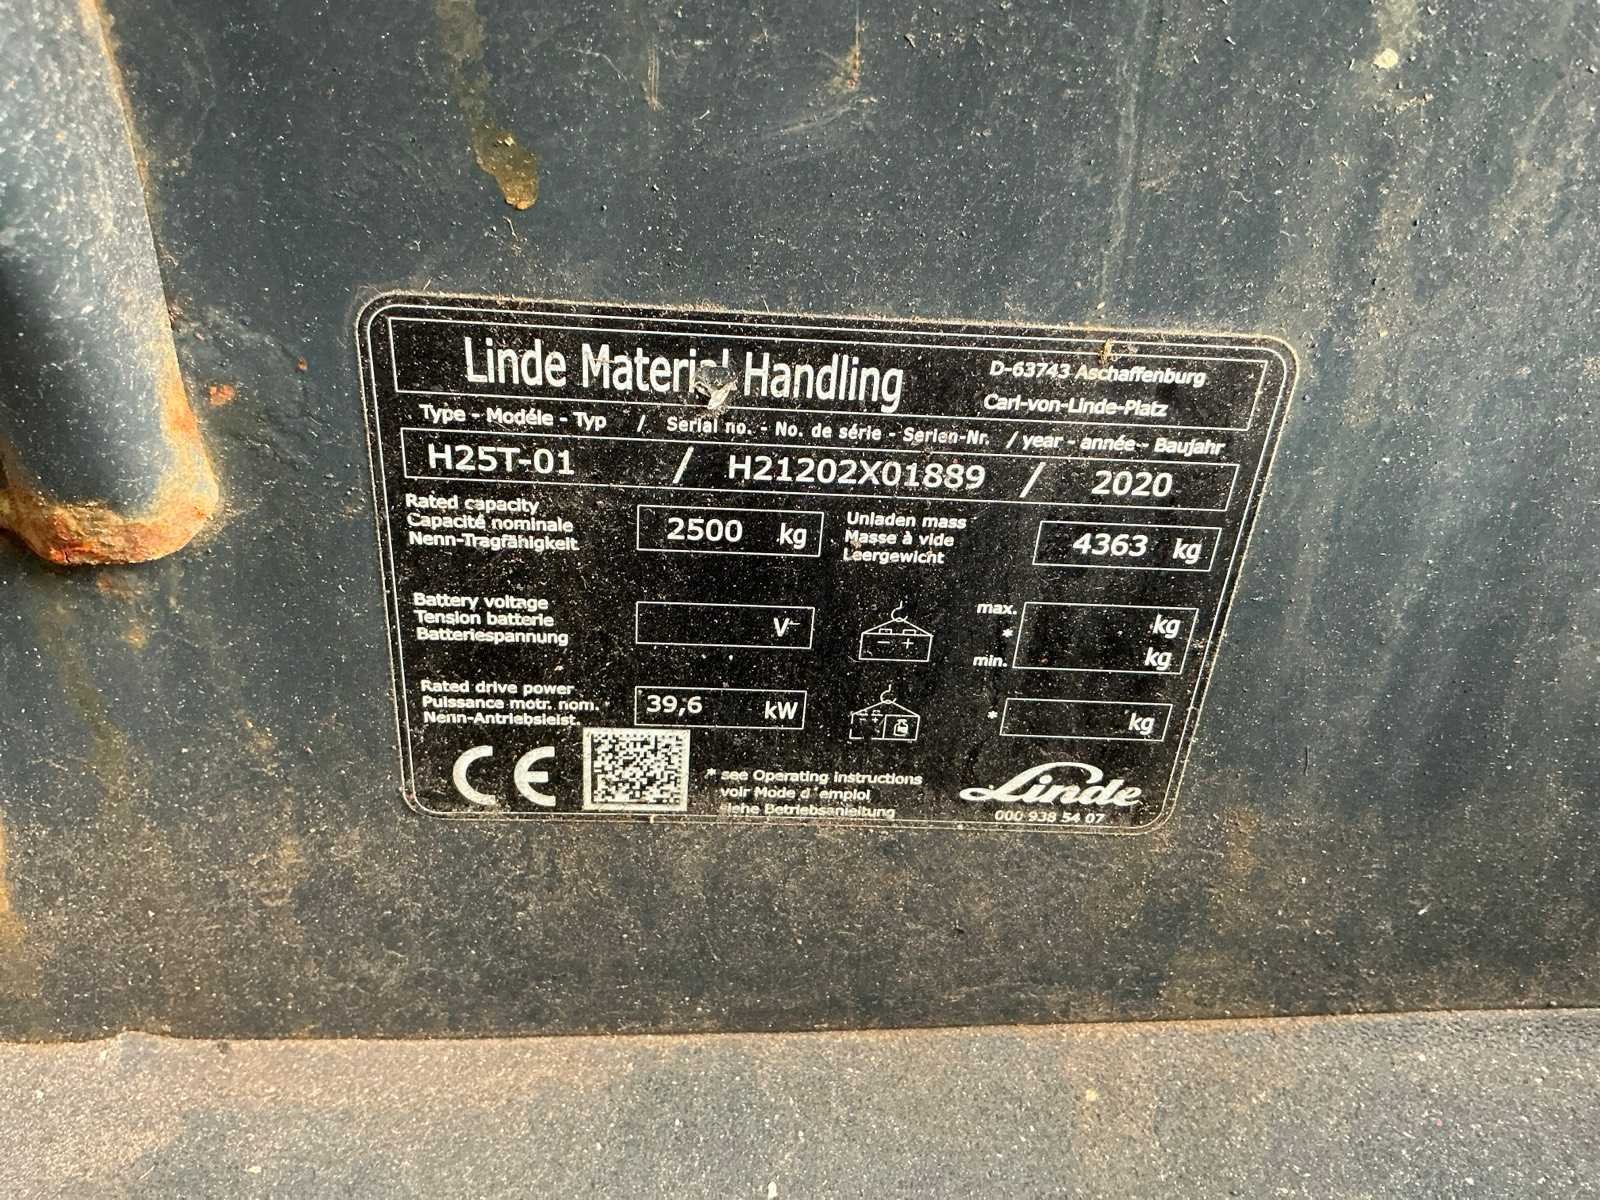 Linde Material Handling
D-63743 Aschaffenburg
Carl-von-Linde-Platz
Type - Modéle - Typ / Serial no. - No. de série - Serien-Nr. / year - année - Baujahr
H25T-01 / H21202X01889 / 2020
Rated capacity
Capacité nominale
Nenn-Tragfähigkeit
2500 kg
Unladen mass
Masse à vide
Leergewicht
4363 kg
Battery voltage
Tension batterie
Batteriespannung
V
- +
max. kg
*
min. kg
Rated drive power
Puissance motr. nom.
Nenn-Antriebsleist.
39,6 kW
- +
* kg
CE
* see Operating instructions
voir Mode d'emploi
siehe Betriebsanleitung
Linde
000 938 54 07